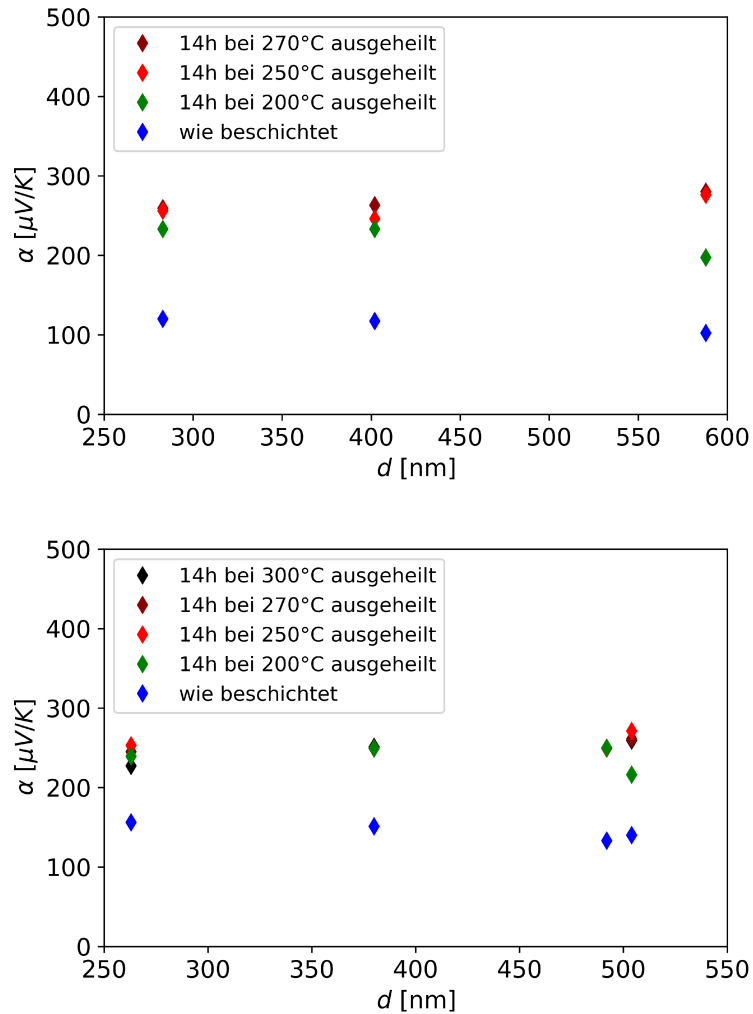 500
400
300
200
100
0
α [μV/K]
14h bei 270°C ausgeheilt
14h bei 250°C ausgeheilt
14h bei 200°C ausgeheilt
wie beschichtet
250 300 350 400 450 500 550 600
d [nm]
500
400
300
200
100
0
α [μV/K]
14h bei 300°C ausgeheilt
14h bei 270°C ausgeheilt
14h bei 250°C ausgeheilt
14h bei 200°C ausgeheilt
wie beschichtet
250 300 350 400 450 500 550
d [nm]